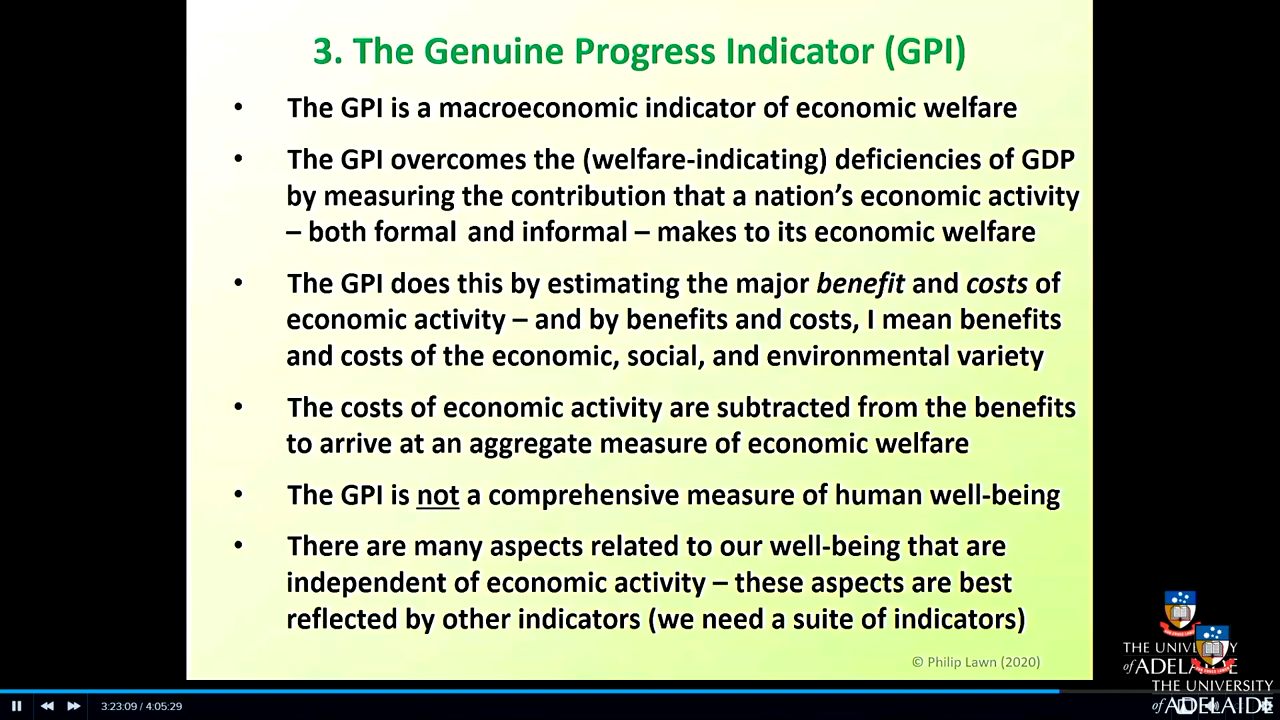 3. The Genuine Progress Indicator (GPI)
• The GPI is a macroeconomic indicator of economic welfare
• The GPI overcomes the (welfare-indicating) deficiencies of GDP
by measuring the contribution that a nation’s economic activity
– both formal and informal – makes to its economic welfare
• The GPI does this by estimating the major benefit and costs of
economic activity – and by benefits and costs, I mean benefits
and costs of the economic, social, and environmental variety
• The costs of economic activity are subtracted from the benefits
to arrive at an aggregate measure of economic welfare
• The GPI is not a comprehensive measure of human well-being
• There are many aspects related to our well-being that are
independent of economic activity – these aspects are best
reflected by other indicators (we need a suite of indicators)
© Philip Lawn (2020)
THE UNIVERSITY
of ADELAIDE
THE UNIVERSITY
of ADELAIDE
3:23:09 / 4:05:29